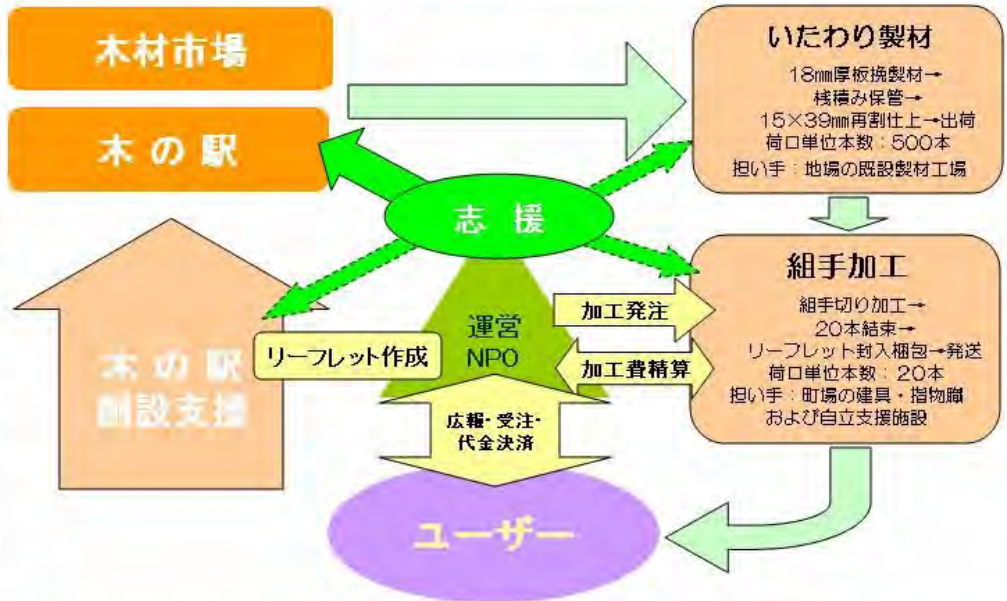 木材市場
木の駅
いたわり製材
18㎜厚板挽製材→
桟積み保管→
15×39㎜再割仕上→出荷
荷口単位本数：500本
担い手：地場の既設製材工場
志 援
組手加工
組手切り加工→
20本結束→
リーフレット封入梱包→発送
荷口単位本数：20本
担い手：町場の建具・指物職
および自立支援施設
運営
NPO
加工発注
加工費精算
リーフレット作成
木の駅
創設支援
広報・受注・
代金決済
ユーザー